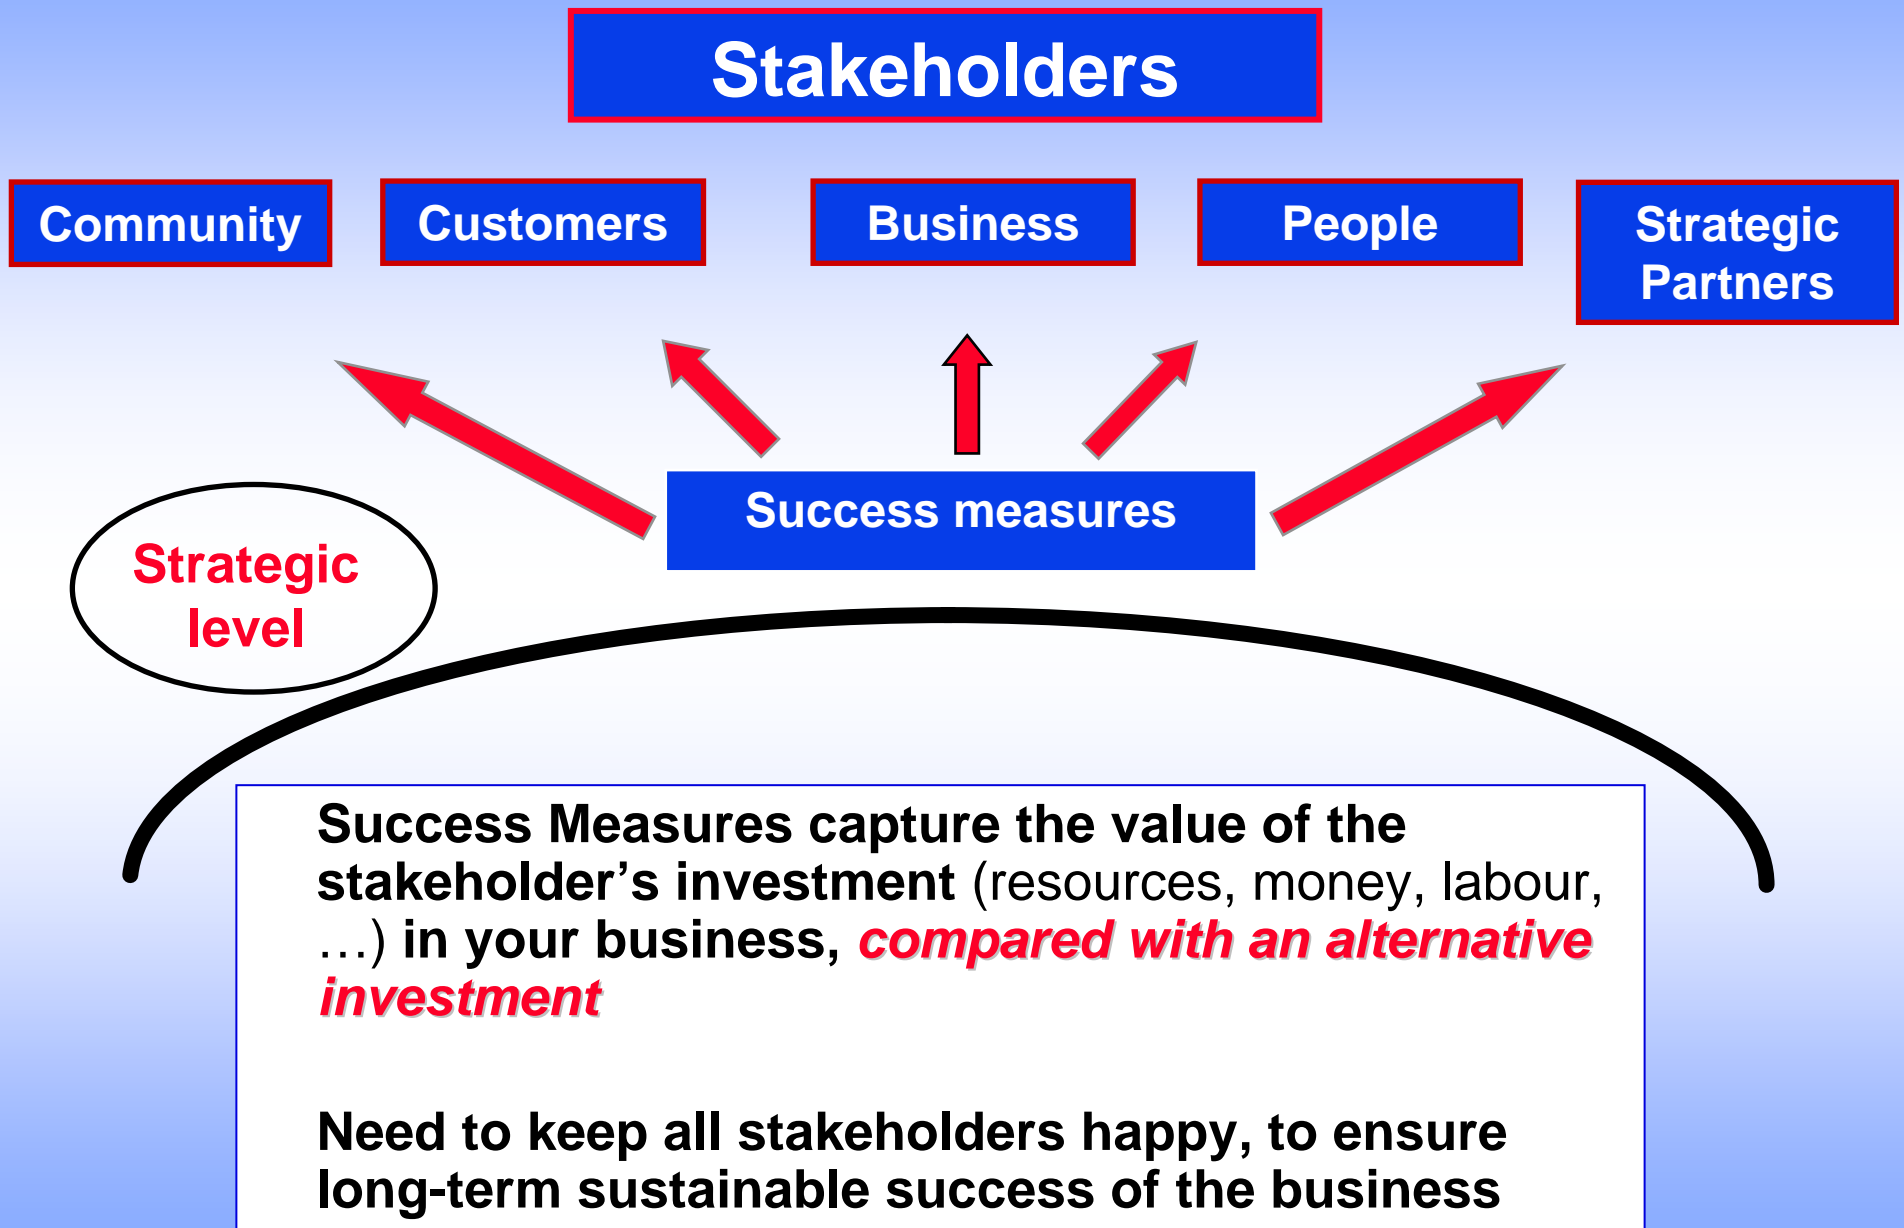 Stakeholders
Community
Customers
Business
People
Strategic
Partners
Success measures
Strategic
level
Success Measures capture the value of the
stakeholder’s investment (resources, money, labour,
…) in your business, compared with an alternative
investment
Need to keep all stakeholders happy, to ensure
long-term sustainable success of the business